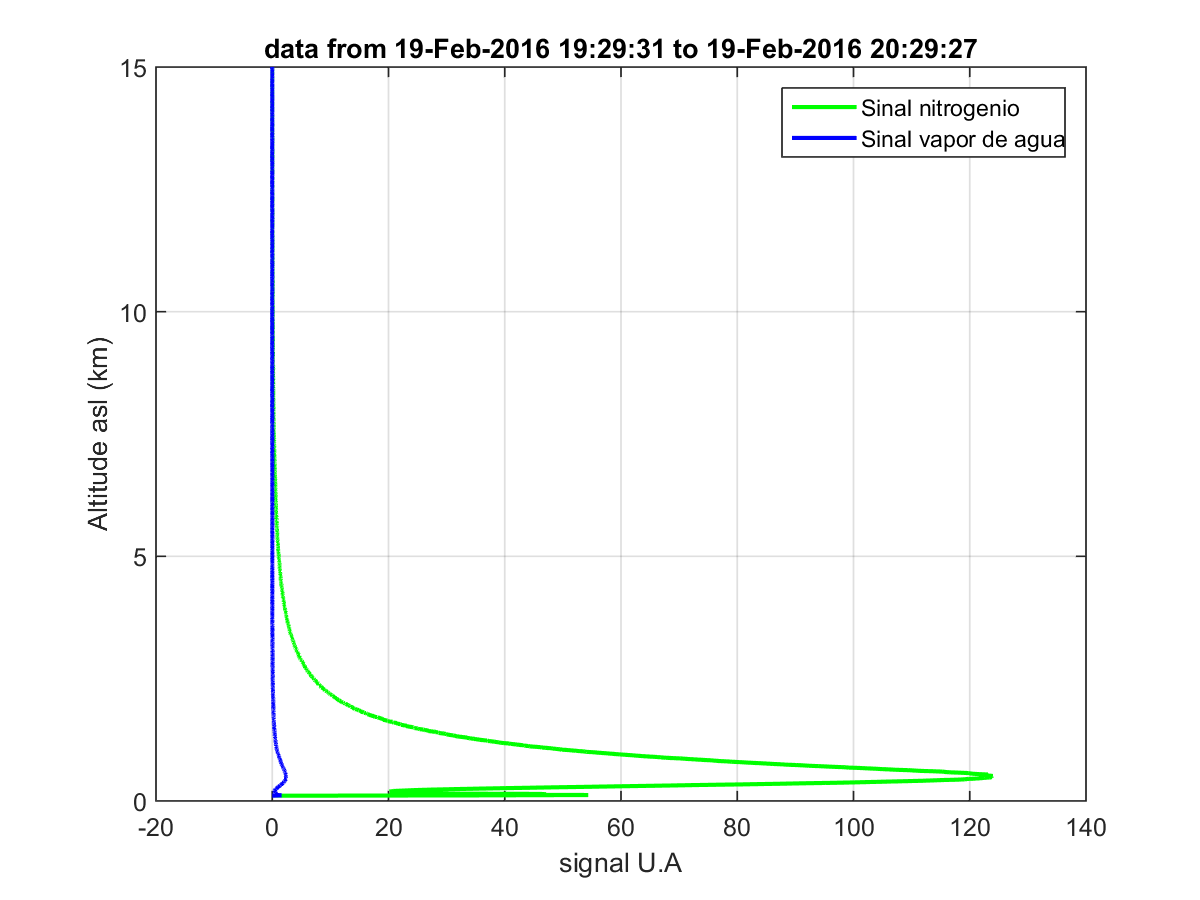 data from 19-Feb-2016 19:29:31 to 19-Feb-2016 20:29:27
Sinal nitrogenio
Sinal vapor de agua
15
10
5
0
Altitude asl (km)
-20 0 20 40 60 80 100 120 140
signal U.A